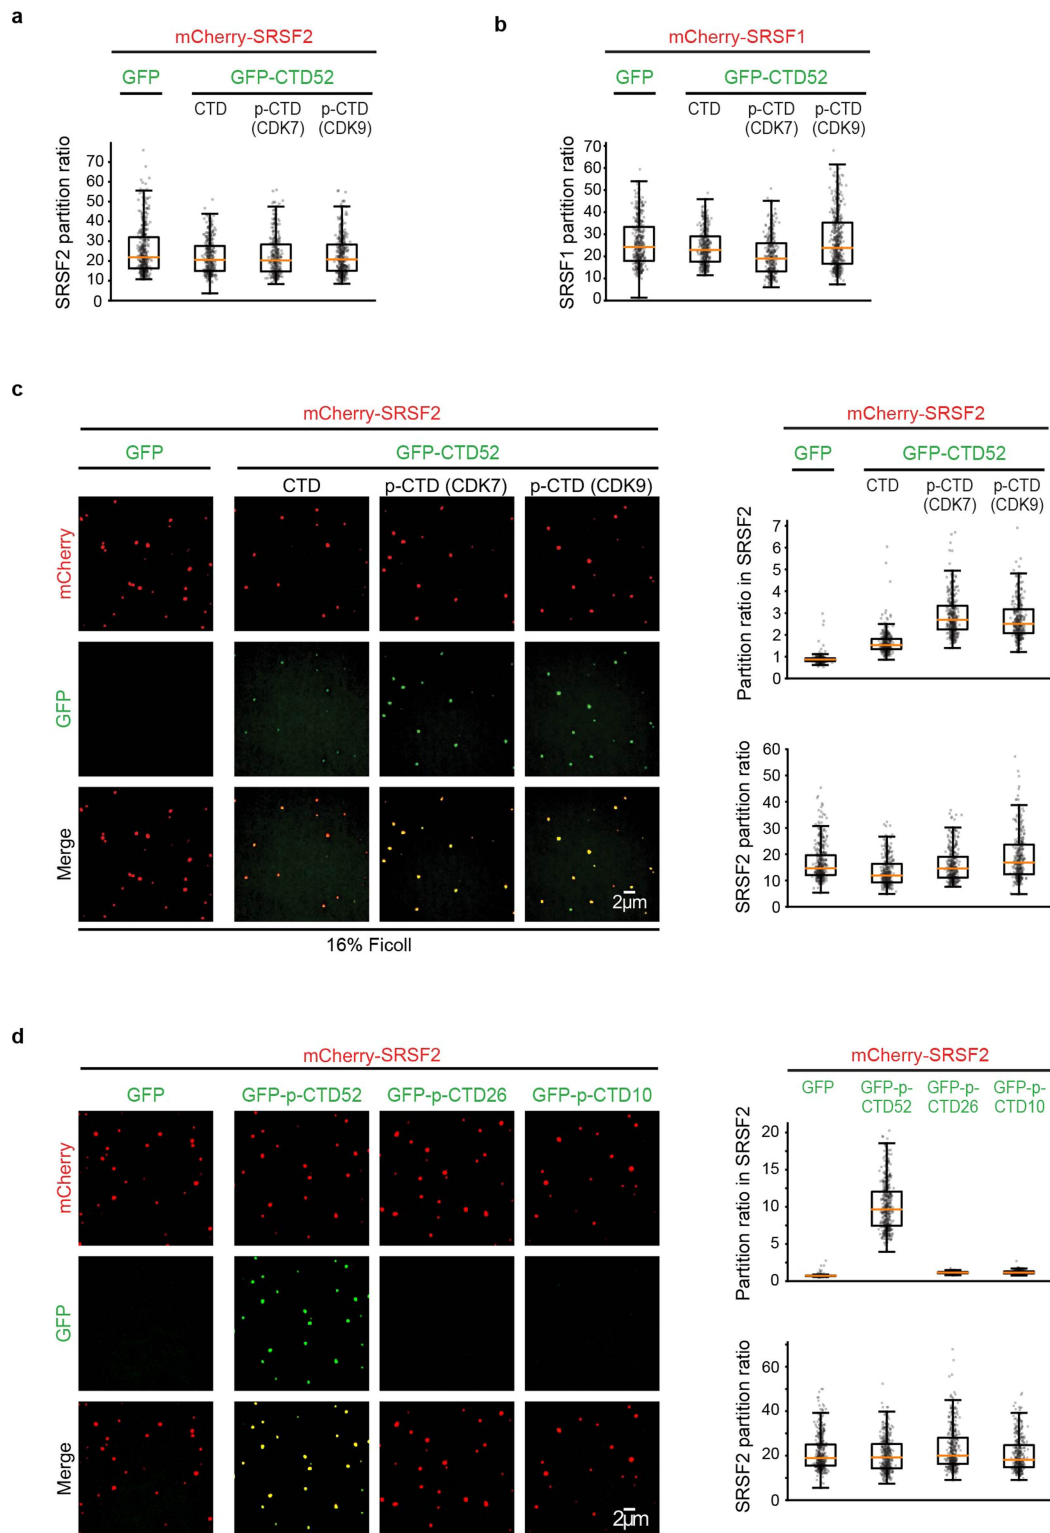 a
mCherry-SRSF2
GFP GFP-CTD52
CTD p-CTD p-CTD
(CDK7) (CDK9)
SRSF2 partition ratio
70
60
50
40
30
20
10
0
b
mCherry-SRSF1
GFP GFP-CTD52
CTD p-CTD p-CTD
(CDK7) (CDK9)
SRSF1 partition ratio
70
60
50
40
30
20
10
0
c
mCherry-SRSF2
GFP GFP-CTD52
CTD p-CTD (CDK7) p-CTD (CDK9)
mCherry
GFP
Merge
2µm
16% Ficoll
mCherry-SRSF2
GFP GFP-CTD52
CTD p-CTD p-CTD
(CDK7) (CDK9)
Partition ratio in SRSF2
7
6
5
4
3
2
1
0
SRSF2 partition ratio
60
50
40
30
20
10
0
d
mCherry-SRSF2
GFP GFP-p-CTD52 GFP-p-CTD26 GFP-p-CTD10
mCherry
GFP
Merge
2µm
mCherry-SRSF2
GFP GFP-p- GFP-p- GFP-p-
CTD52 CTD26 CTD10
Partition ratio in SRSF2
20
15
10
5
0
SRSF2 partition ratio
60
40
20
0